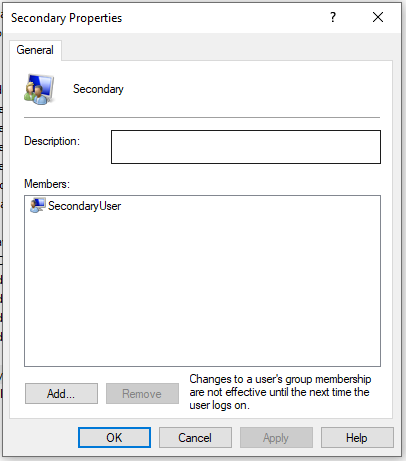 Secondary Properties
?
General
Secondary
Description:
Members:
SecondaryUser
Add...
Remove
Changes to a user's group membership
are not effective until the next time the
user logs on.
OK
Cancel
Apply
Help